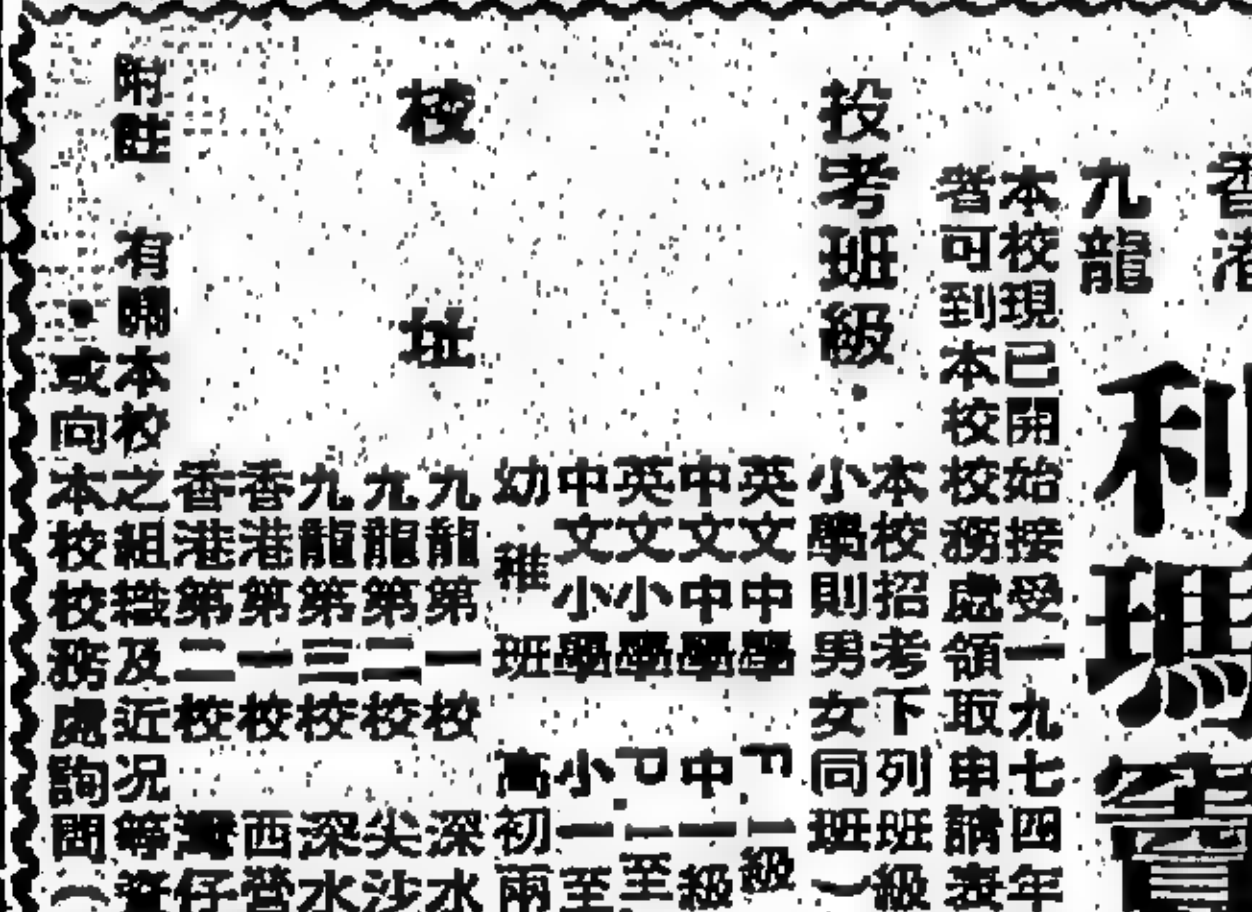 香港
九龍
利瑪竇
本校現已開始接受一九七四年
者可到本校校務處領取申請表
投考班級
本校招考下列班級
小學則男女同班
英文中學 F.1級
中文中學 中一級
英文小學 P.1至
中文小學 小一至
幼稚班 高初兩
校址
九龍第一校 深水
九龍第二校 尖沙
九龍第三校 深水
香港第一校 西營
香港第二校 灣仔
附註 有關本校之組織及近况等資
或向本校校務處詢問(